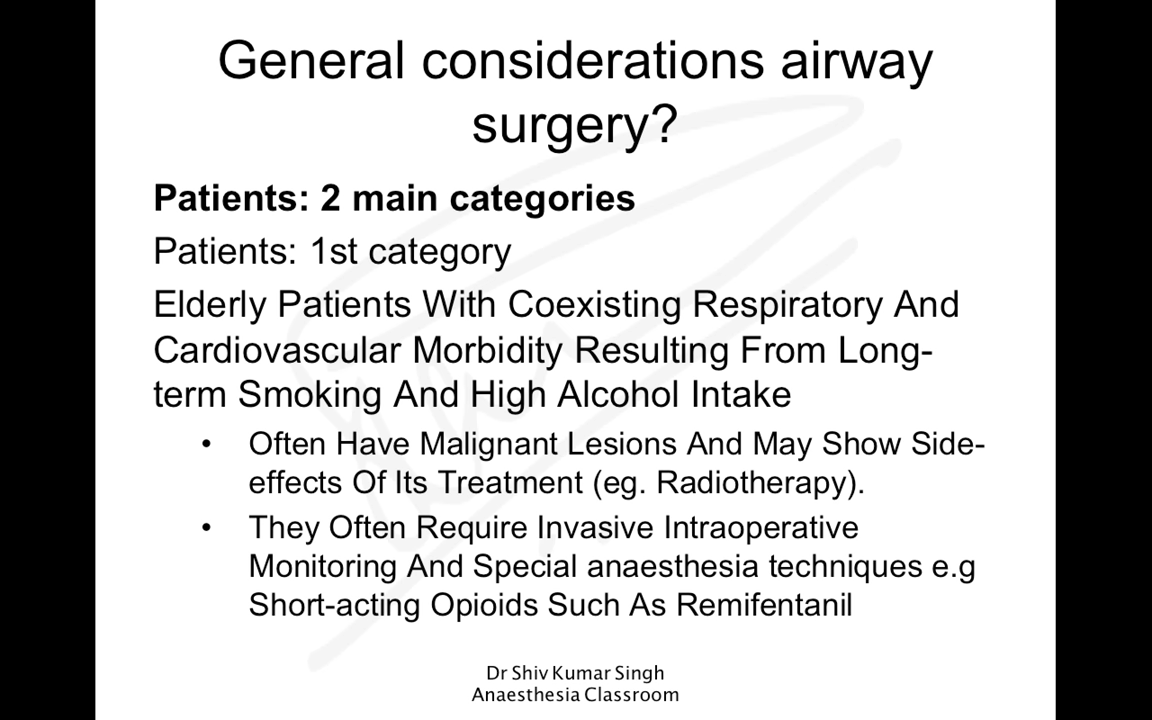 General considerations airway
surgery?
Patients: 2 main categories
Patients: 1st category
Elderly Patients With Coexisting Respiratory And
Cardiovascular Morbidity Resulting From Long-
term Smoking And High Alcohol Intake
• Often Have Malignant Lesions And May Show Side-
effects Of Its Treatment (eg. Radiotherapy).
• They Often Require Invasive Intraoperative
Monitoring And Special anaesthesia techniques e.g
Short-acting Opioids Such As Remifentanil
Dr Shiv Kumar Singh
Anaesthesia Classroom